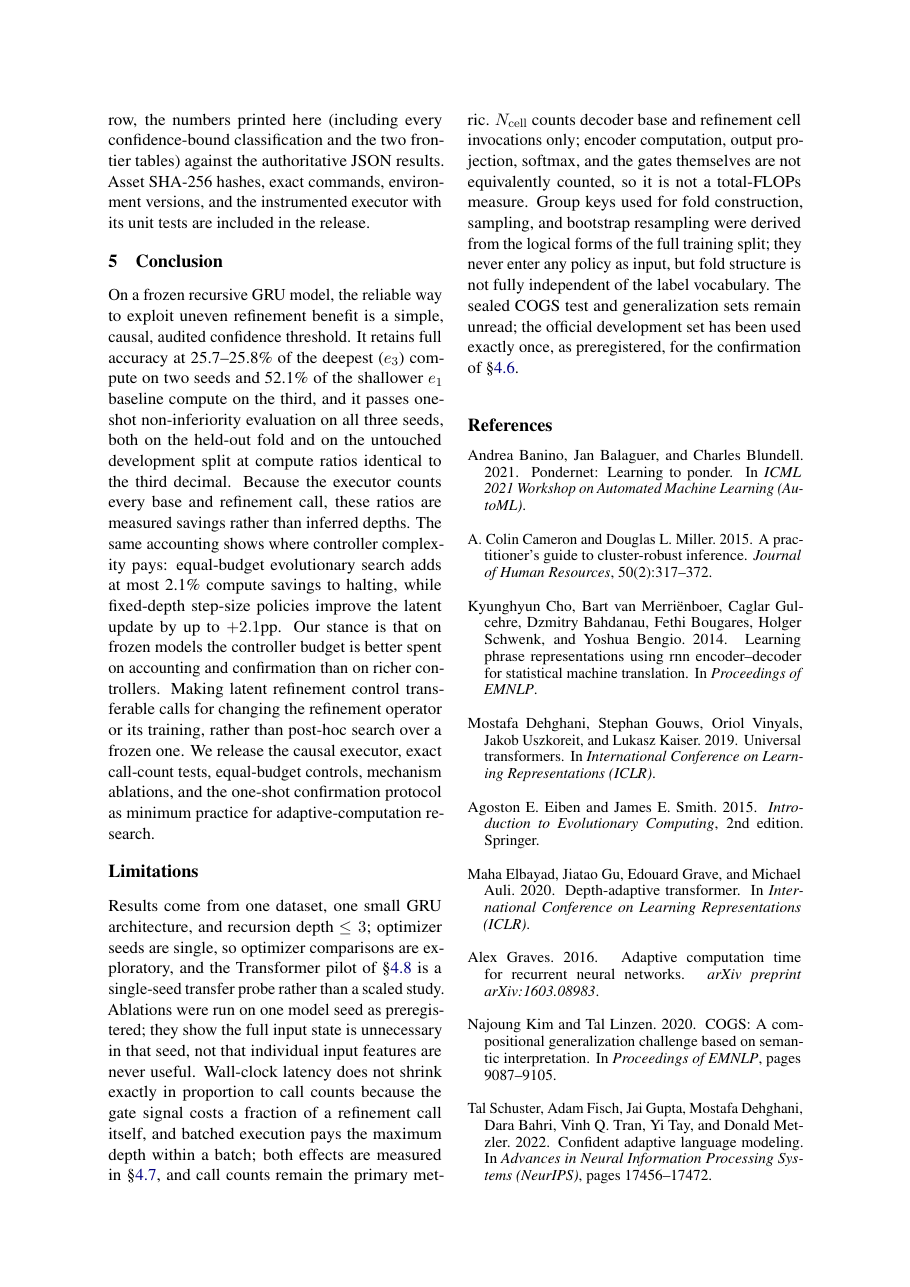 row, the numbers printed here (including every
confidence-bound classification and the two fron-
tier tables) against the authoritative JSON results.
Asset SHA-256 hashes, exact commands, environ-
ment versions, and the instrumented executor with
its unit tests are included in the release.
5 Conclusion
On a frozen recursive GRU model, the reliable way
to exploit uneven refinement benefit is a simple,
causal, audited confidence threshold. It retains full
accuracy at 25.7–25.8% of the deepest (e3) com-
pute on two seeds and 52.1% of the shallower e1
baseline compute on the third, and it passes one-
shot non-inferiority evaluation on all three seeds,
both on the held-out fold and on the untouched
development split at compute ratios identical to
the third decimal. Because the executor counts
every base and refinement call, these ratios are
measured savings rather than inferred depths. The
same accounting shows where controller complex-
ity pays: equal-budget evolutionary search adds
at most 2.1% compute savings to halting, while
fixed-depth step-size policies improve the latent
update by up to +2.1pp. Our stance is that on
frozen models the controller budget is better spent
on accounting and confirmation than on richer con-
trollers. Making latent refinement control trans-
ferable calls for changing the refinement operator
or its training, rather than post-hoc search over a
frozen one. We release the causal executor, exact
call-count tests, equal-budget controls, mechanism
ablations, and the one-shot confirmation protocol
as minimum practice for adaptive-computation re-
search.
Limitations
Results come from one dataset, one small GRU
architecture, and recursion depth ≤ 3; optimizer
seeds are single, so optimizer comparisons are ex-
ploratory, and the Transformer pilot of §4.8 is a
single-seed transfer probe rather than a scaled study.
Ablations were run on one model seed as preregis-
tered; they show the full input state is unnecessary
in that seed, not that individual input features are
never useful. Wall-clock latency does not shrink
exactly in proportion to call counts because the
gate signal costs a fraction of a refinement call
itself, and batched execution pays the maximum
depth within a batch; both effects are measured
in §4.7, and call counts remain the primary met-
ric. Ncell counts decoder base and refinement cell
invocations only; encoder computation, output pro-
jection, softmax, and the gates themselves are not
equivalently counted, so it is not a total-FLOPs
measure. Group keys used for fold construction,
sampling, and bootstrap resampling were derived
from the logical forms of the full training split; they
never enter any policy as input, but fold structure is
not fully independent of the label vocabulary. The
sealed COGS test and generalization sets remain
unread; the official development set has been used
exactly once, as preregistered, for the confirmation
of §4.6.
References
Andrea Banino, Jan Balaguer, and Charles Blundell.
2021. Pondernet: Learning to ponder. In ICML
2021 Workshop on Automated Machine Learning (Au-
toML).
A. Colin Cameron and Douglas L. Miller. 2015. A prac-
titioner's guide to cluster-robust inference. Journal
of Human Resources, 50(2):317–372.
Kyunghyun Cho, Bart van Merriënboer, Caglar Gul-
cehre, Dzmitry Bahdanau, Fethi Bougares, Holger
Schwenk, and Yoshua Bengio. 2014. Learning
phrase representations using rnn encoder–decoder
for statistical machine translation. In Proceedings of
EMNLP.
Mostafa Dehghani, Stephan Gouws, Oriol Vinyals,
Jakob Uszkoreit, and Lukasz Kaiser. 2019. Universal
transformers. In International Conference on Learn-
ing Representations (ICLR).
Agoston E. Eiben and James E. Smith. 2015. Intro-
duction to Evolutionary Computing, 2nd edition.
Springer.
Maha Elbayad, Jiatao Gu, Edouard Grave, and Michael
Auli. 2020. Depth-adaptive transformer. In Inter-
national Conference on Learning Representations
(ICLR).
Alex Graves. 2016. Adaptive computation time
for recurrent neural networks. arXiv preprint
arXiv:1603.08983.
Najoung Kim and Tal Linzen. 2020. COGS: A com-
positional generalization challenge based on seman-
tic interpretation. In Proceedings of EMNLP, pages
9087–9105.
Tal Schuster, Adam Fisch, Jai Gupta, Mostafa Dehghani,
Dara Bahri, Vinh Q. Tran, Yi Tay, and Donald Met-
zler. 2022. Confident adaptive language modeling.
In Advances in Neural Information Processing Sys-
tems (NeurIPS), pages 17456–17472.